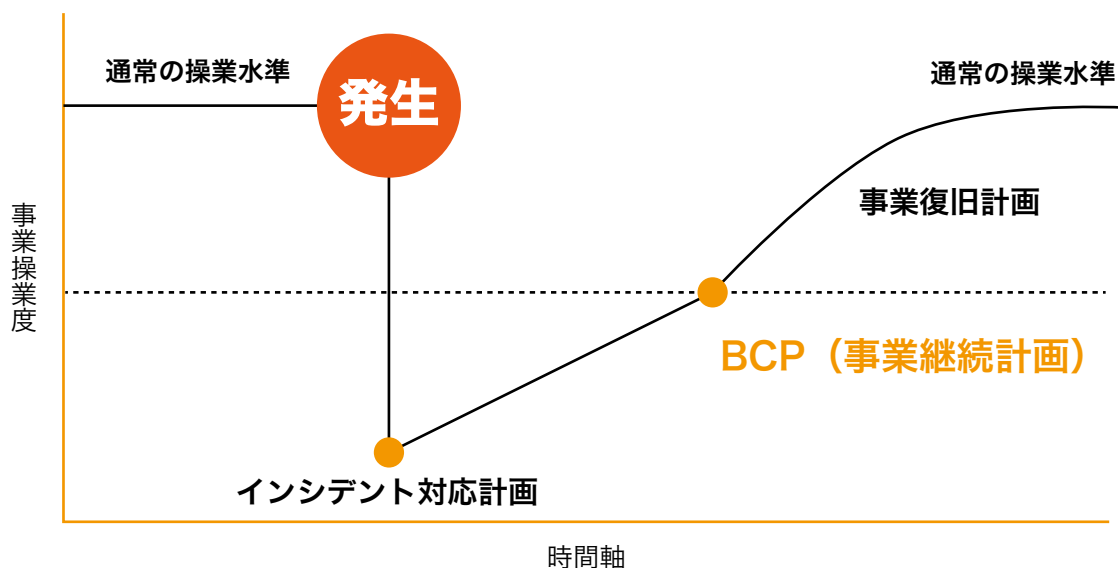 通常の操業水準
発生
通常の操業水準
事業復旧計画
事業操業度
BCP（事業継続計画）
インシデント対応計画
時間軸